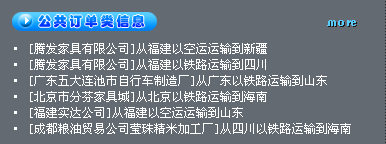 公共订单类信息 more
[腾发家具有限公司]从福建以空运运输到新疆
[腾发家具有限公司]从福建以铁路运输到四川
[广东五大连池市自行车制造厂]从广东以铁路运输到山东
[北京市分芬家具城]从北京以铁路运输到海南
[福建实达公司]从福建以空运运输到山东
[成都粮油贸易公司莹珠精米加工厂]从四川以铁路运输到海南